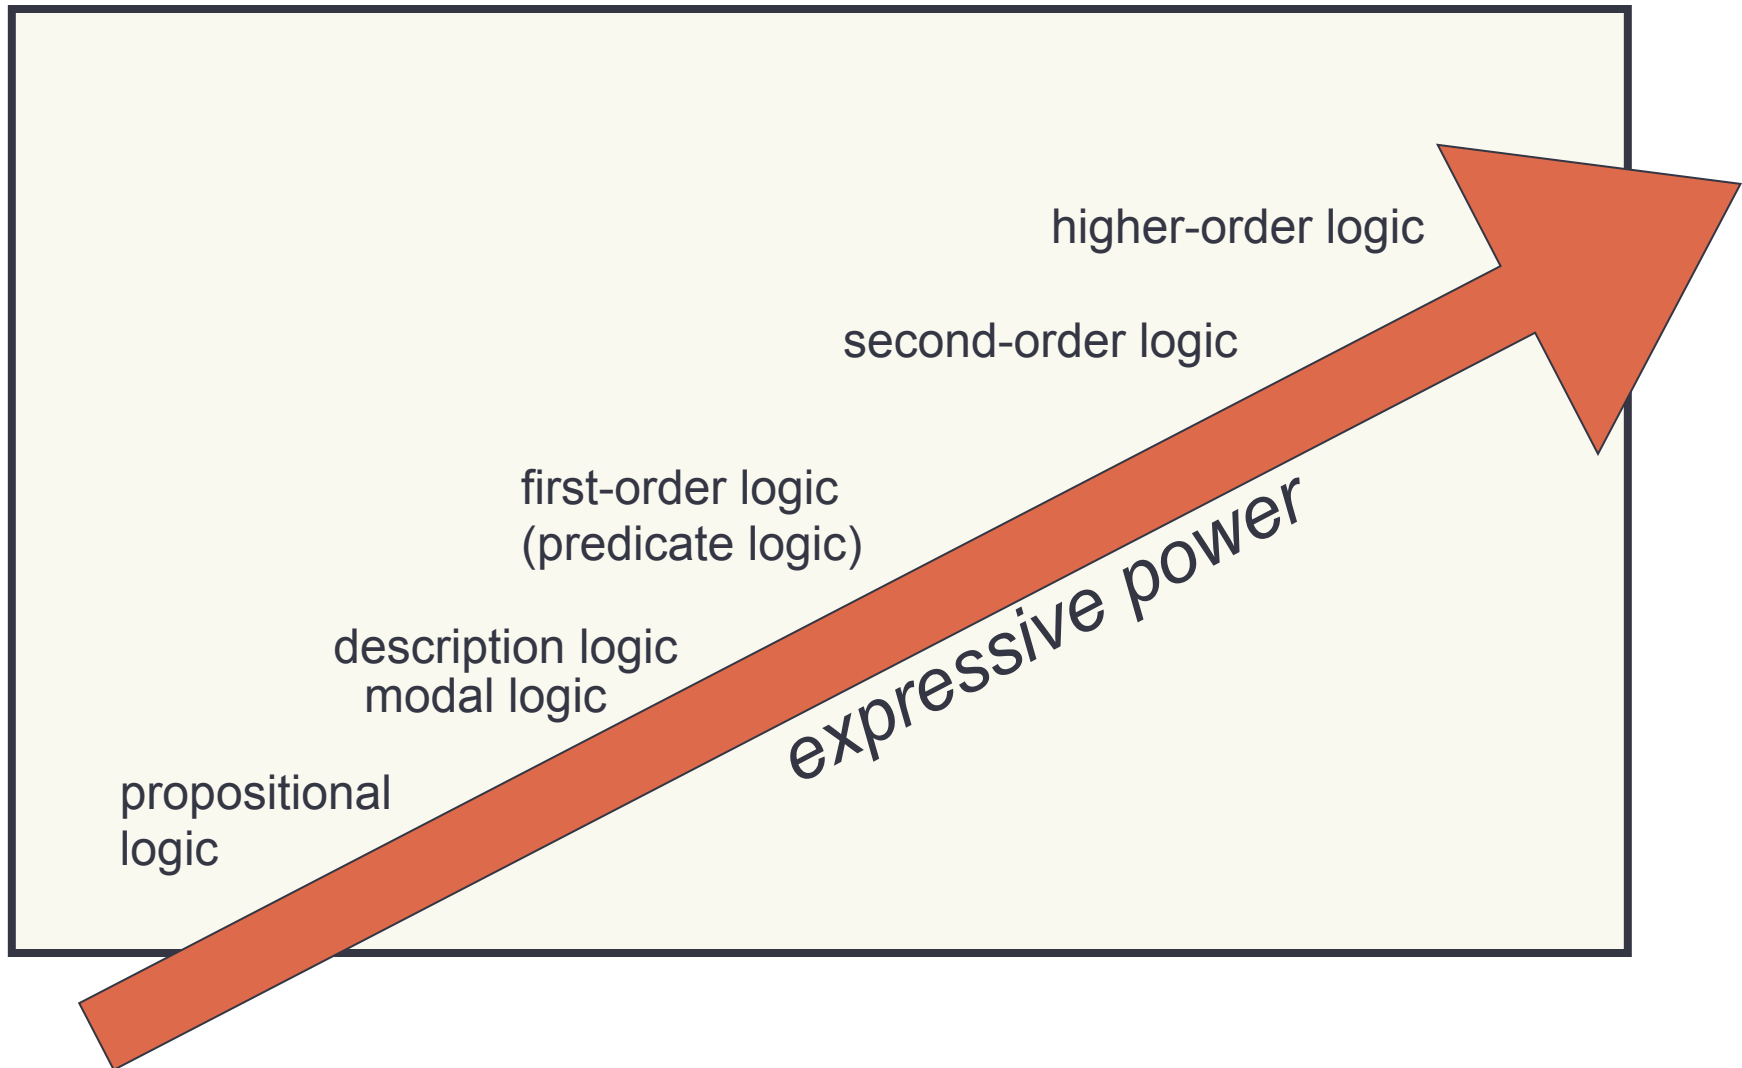 higher-order logic
second-order logic
first-order logic
(predicate logic)
expressive power
description logic
modal logic
propositional
logic